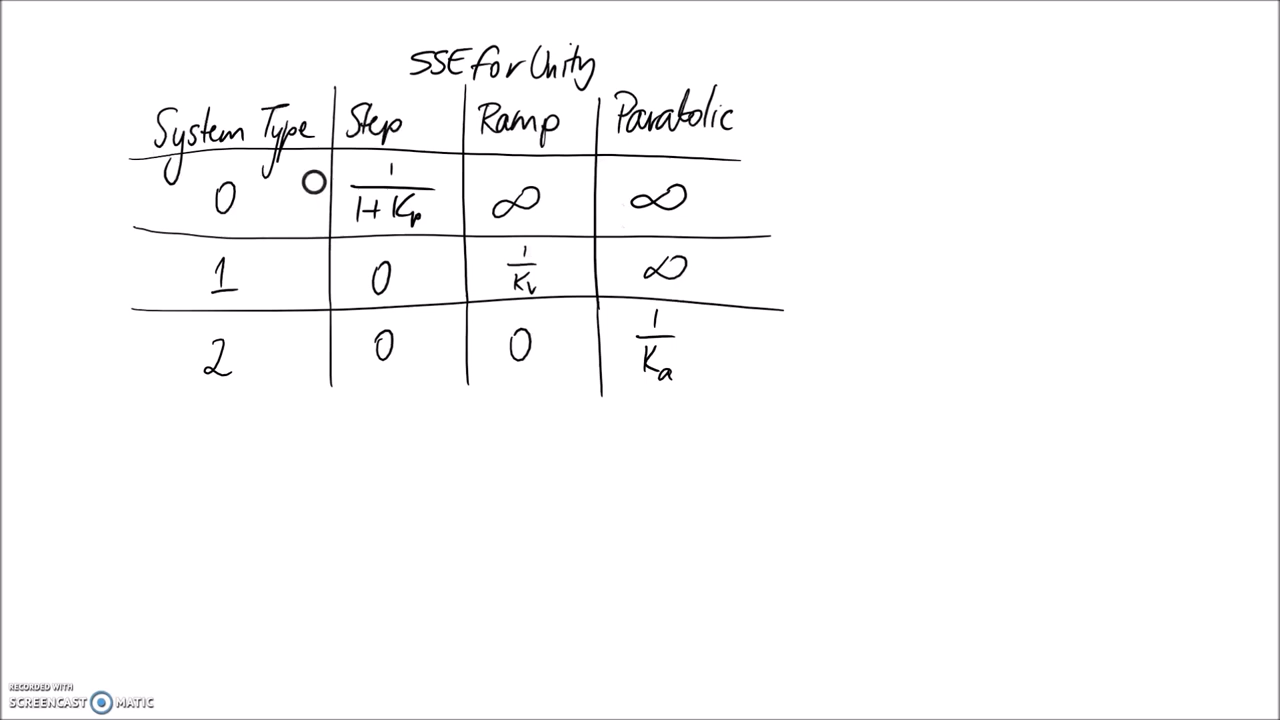 SSE for Unity
System Type Step Ramp Parabolic
0 1/(1+Kp) ∞ ∞
1 0 1/Kv ∞
2 0 0 1/Ka
RECORDED WITH
SCREENCAST MATIC